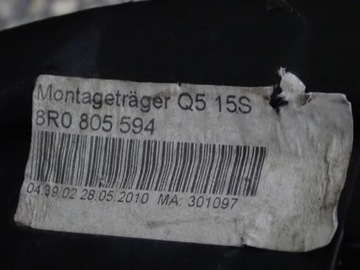 Montageträger Q5 15S
8R0 805 594
04:39:02 28.05.2010 MA: 301097